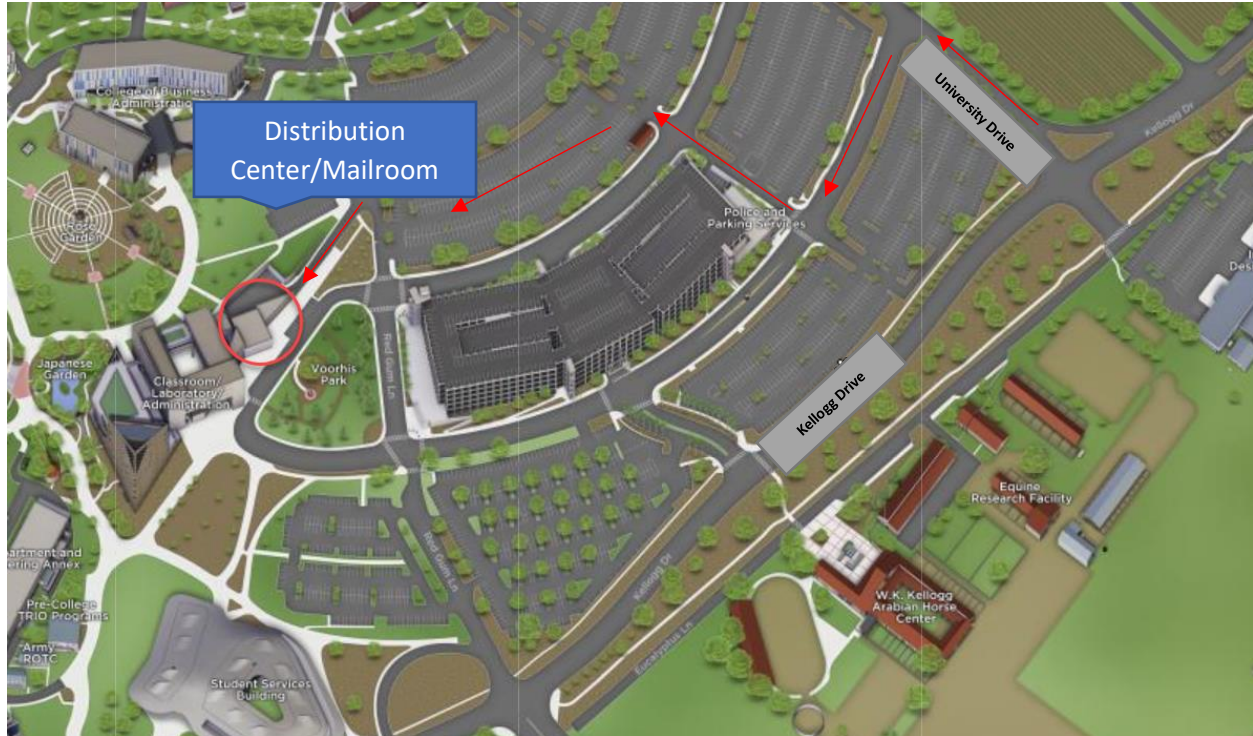 College of Business
Administration
Distribution
Center/Mailroom
University Drive
Kellogg Dr
Rose
Garden
Police and
Parking Services
Japanese
Garden
Classroom/
Laboratory/
Administration
Voorhis
Park
Red Gum Ln
Kellogg Drive
Equine
Research Facility
Red Gum Ln
Kellogg Dr
Eucalyptus Ln
W.K. Kellogg
Arabian Horse
Center
Pre-College
TRIO Programs
Army
ROTC
Student Services
Building